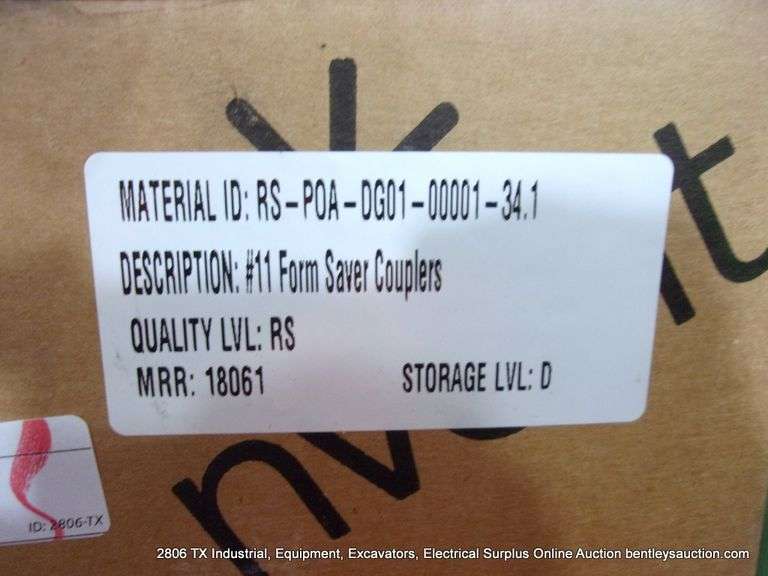 MATERIAL ID: RS-POA-DG01-00001-34.1
DESCRIPTION: #11 Form Saver Couplers
QUALITY LVL: RS
MRR: 18061 STORAGE LVL: D
ID: 2806-TX
2806 TX Industrial, Equipment, Excavators, Electrical Surplus Online Auction bentleysauction.com